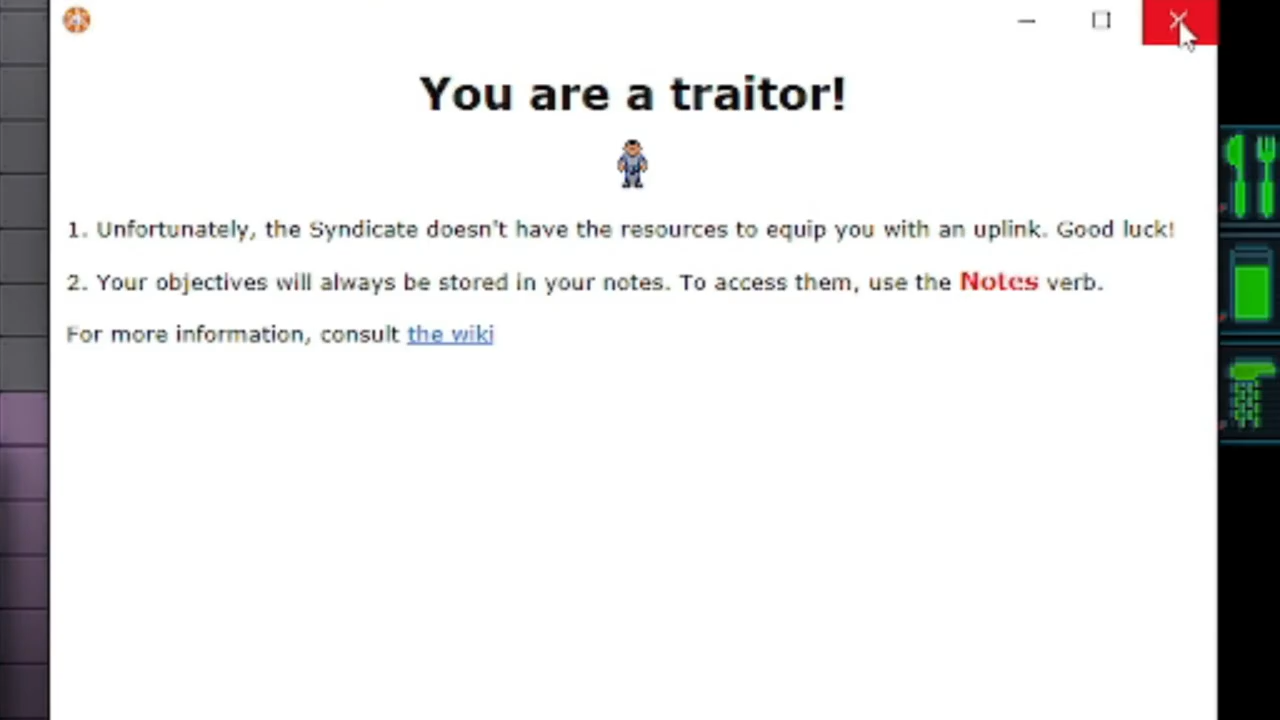 You are a traitor!
1. Unfortunately, the Syndicate doesn't have the resources to equip you with an uplink. Good luck!
2. Your objectives will always be stored in your notes. To access them, use the Notes verb.
For more information, consult the wiki